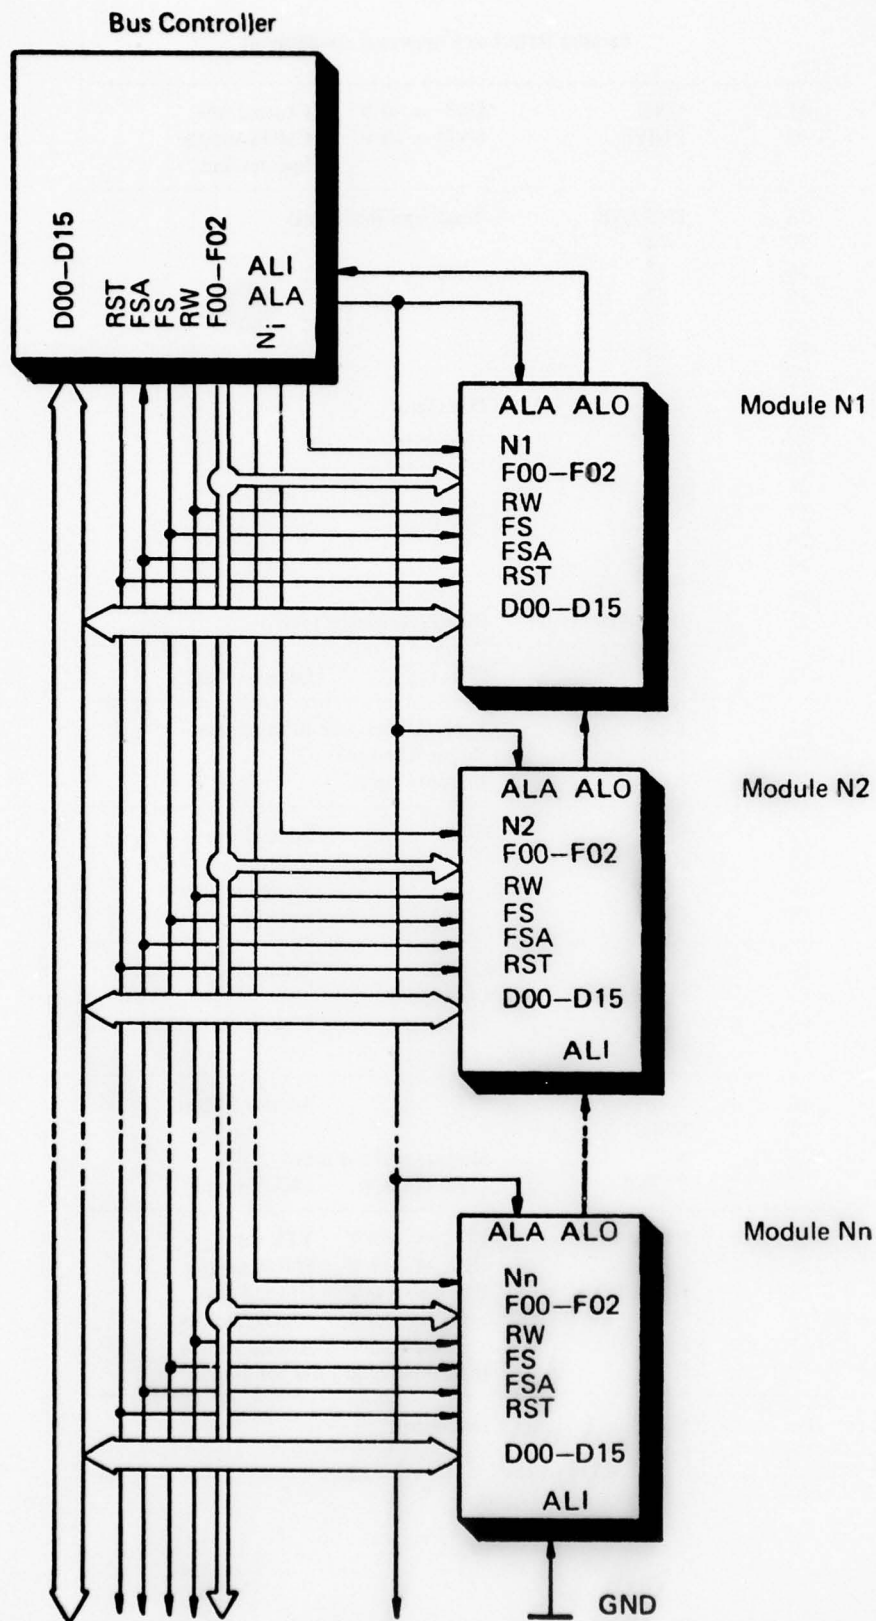 Bus Controller
D00-D15
RST
FSA
FS
RW
F00-F02
Ni
ALI
ALA
ALA ALO
Module N1
N1
F00-F02
RW
FS
FSA
RST
D00-D15
ALA ALO
Module N2
N2
F00-F02
RW
FS
FSA
RST
D00-D15
ALI
ALA ALO
Module Nn
Nn
F00-F02
RW
FS
FSA
RST
D00-D15
ALI
GND